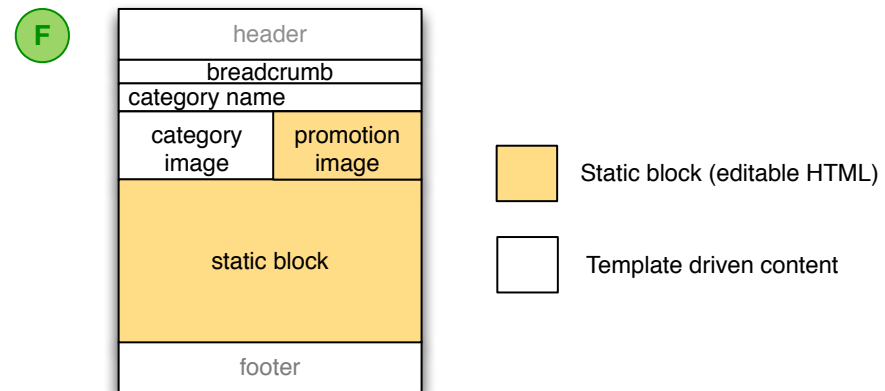 F
header
breadcrumb
category name
category
image
promotion
image
static block
footer
Static block (editable HTML)
Template driven content